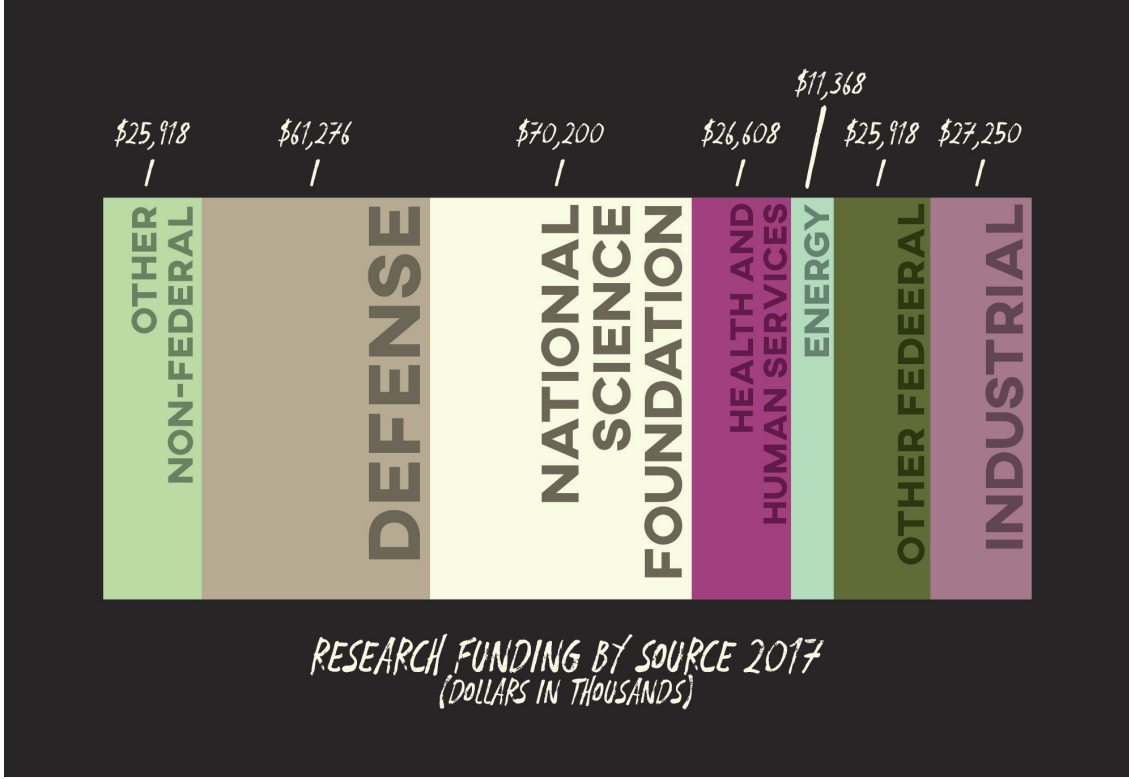 $11,368
$25,918
$61,276
$70,200
$26,608
$25,918
$27,250
OTHER
NON-FEDERAL
DEFENSE
NATIONAL
SCIENCE
FOUNDATION
HEALTH AND
HUMAN SERVICES
ENERGY
OTHER FEDEERAL
INDUSTRIAL
RESEARCH FUNDING BY SOURCE 2017
(DOLLARS IN THOUSANDS)